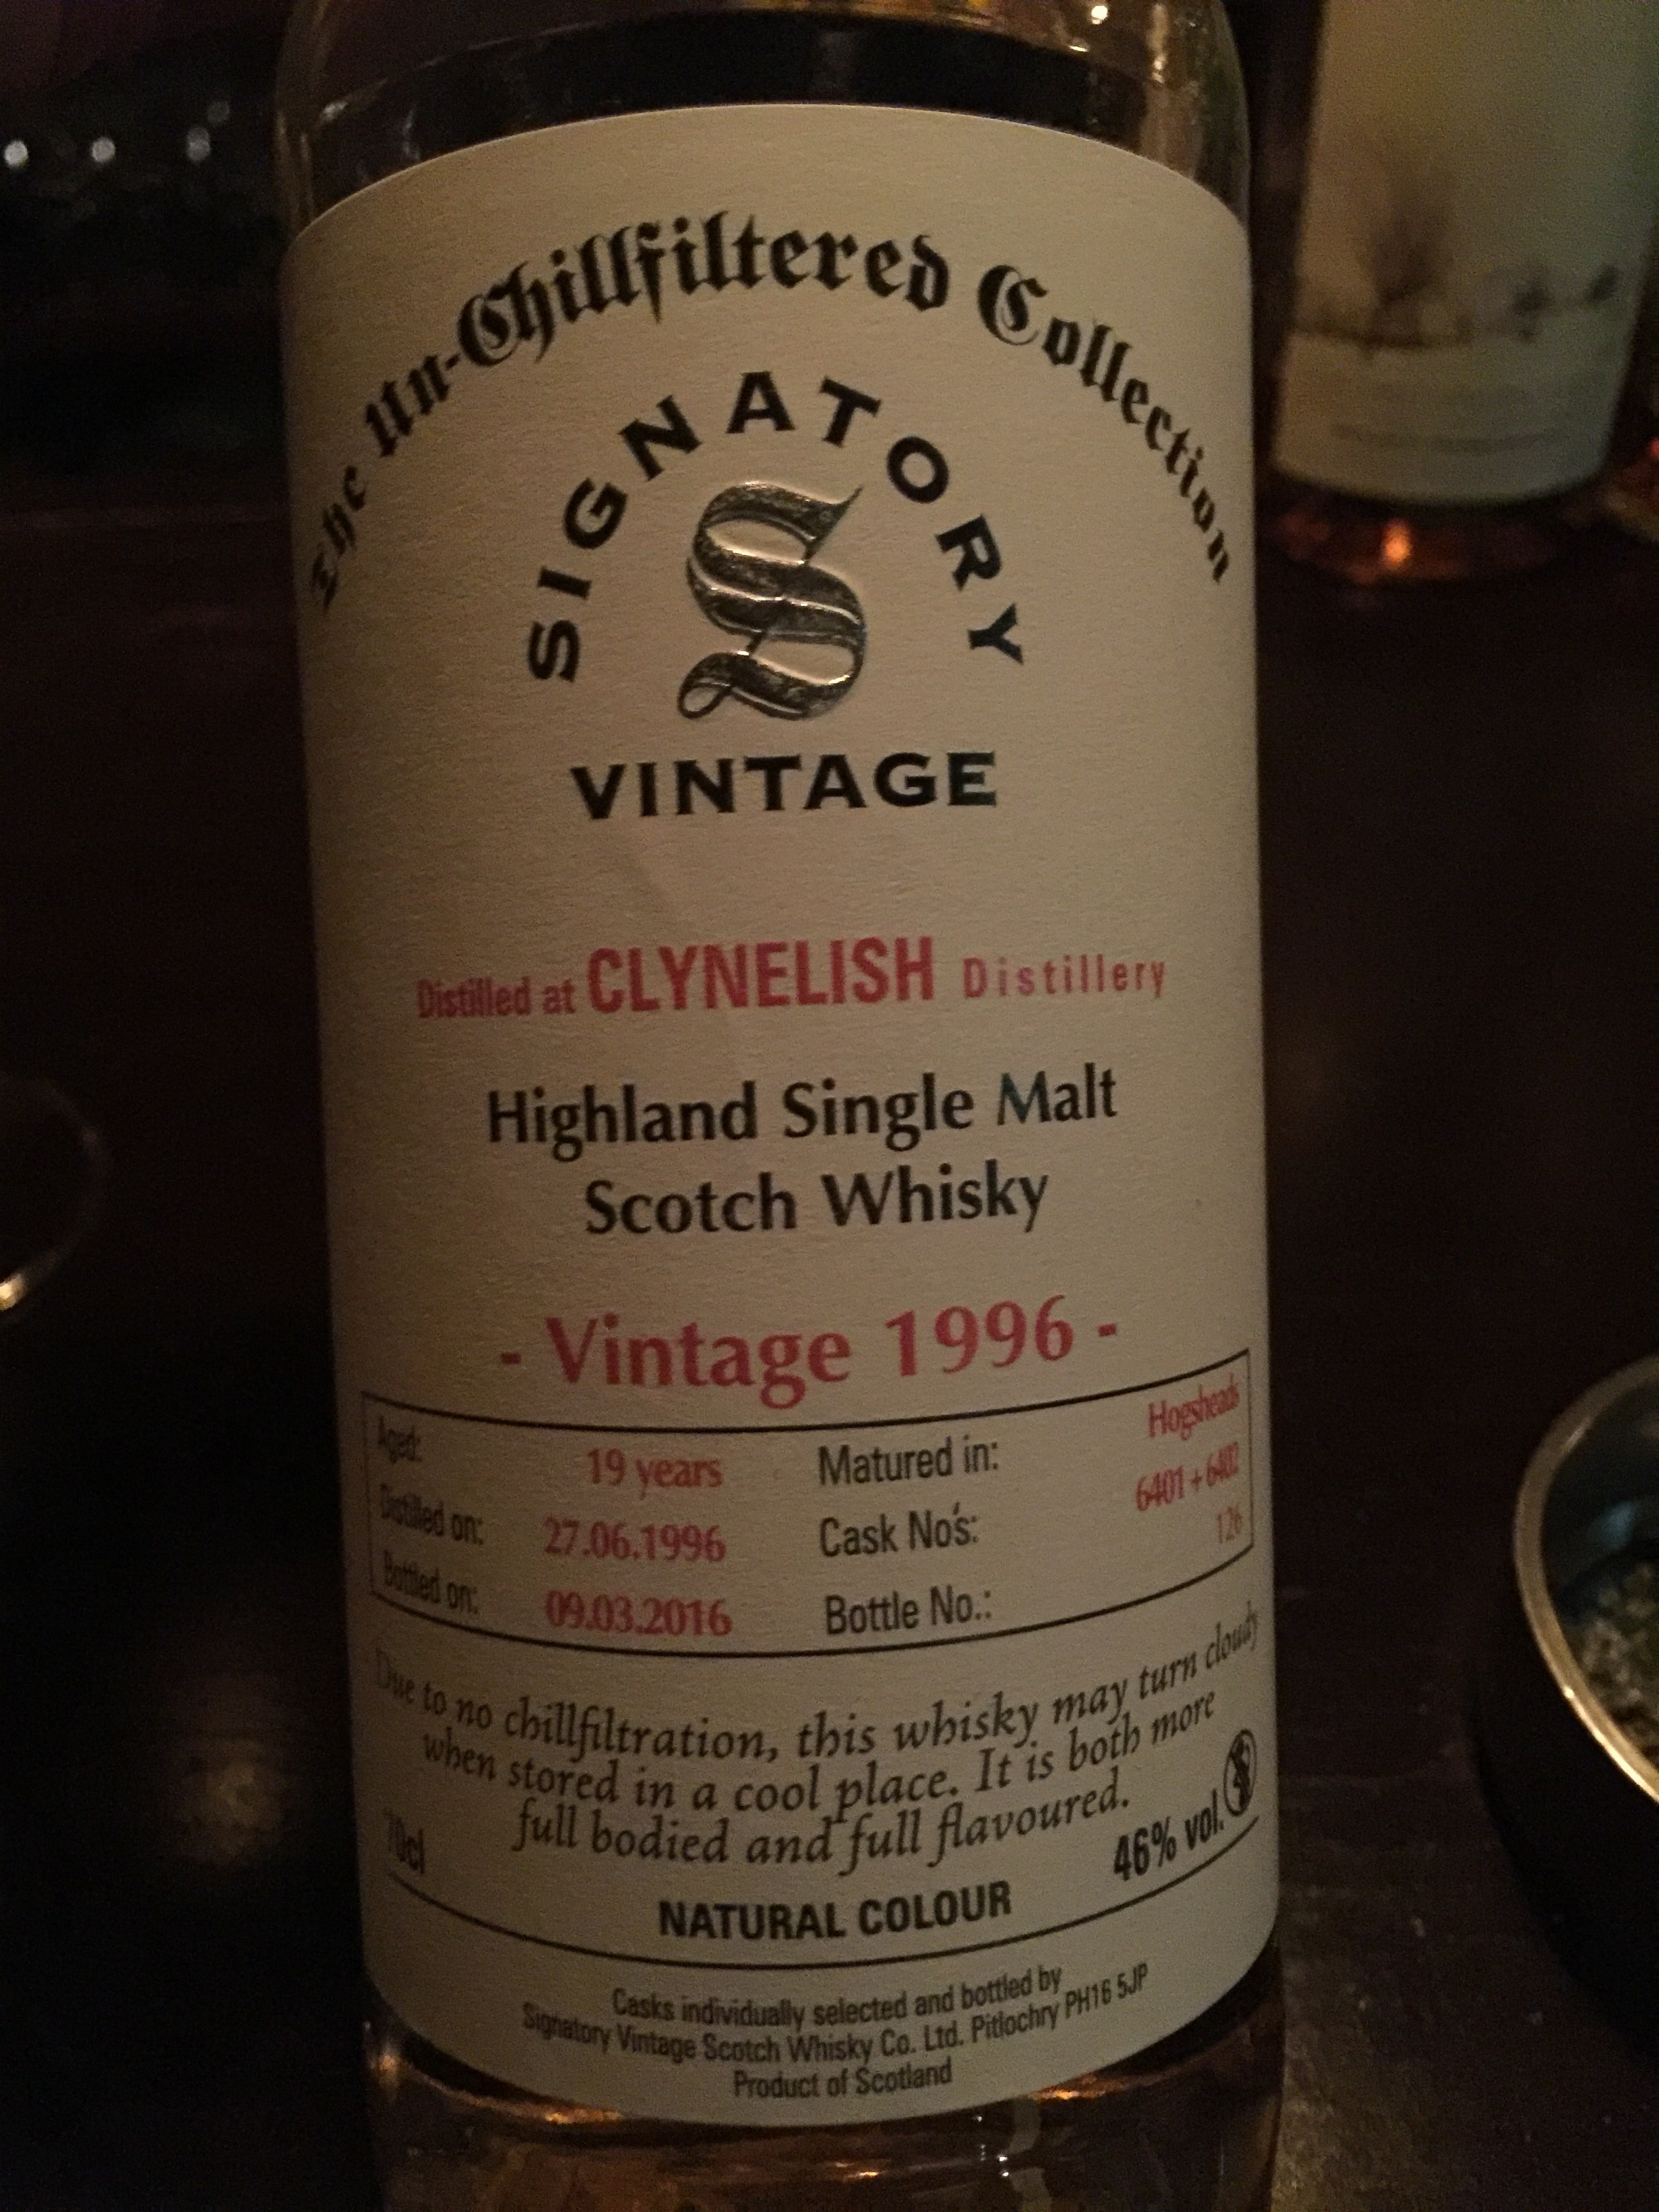 The Un-Chillfiltered Collection
SIGNATORY
S
VINTAGE
Distilled at CLYNELISH Distillery
Highland Single Malt
Scotch Whisky
- Vintage 1996 -
Aged: 19 years Matured in: Hogsheads
Distilled on: 27.06.1996 Cask No's: 6401 + 6402
Bottled on: 09.03.2016 Bottle No.: 126
Due to no chillfiltration, this whisky may turn cloudy
when stored in a cool place. It is both more
full bodied and full flavoured.
70cl 46% vol.
NATURAL COLOUR
Casks individually selected and bottled by
Signatory Vintage Scotch Whisky Co. Ltd. Pitlochry PH16 5JP
Product of Scotland